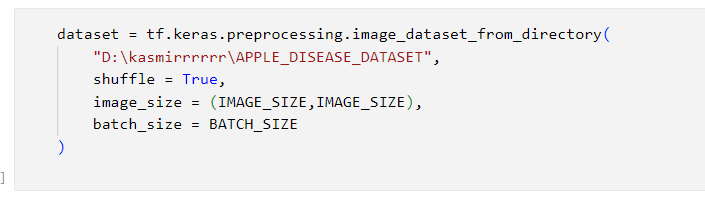 dataset = tf.keras.preprocessing.image_dataset_from_directory(
"D:\kasmirrrrrr\APPLE_DISEASE_DATASET",
shuffle = True,
image_size = (IMAGE_SIZE,IMAGE_SIZE),
batch_size = BATCH_SIZE
)
]